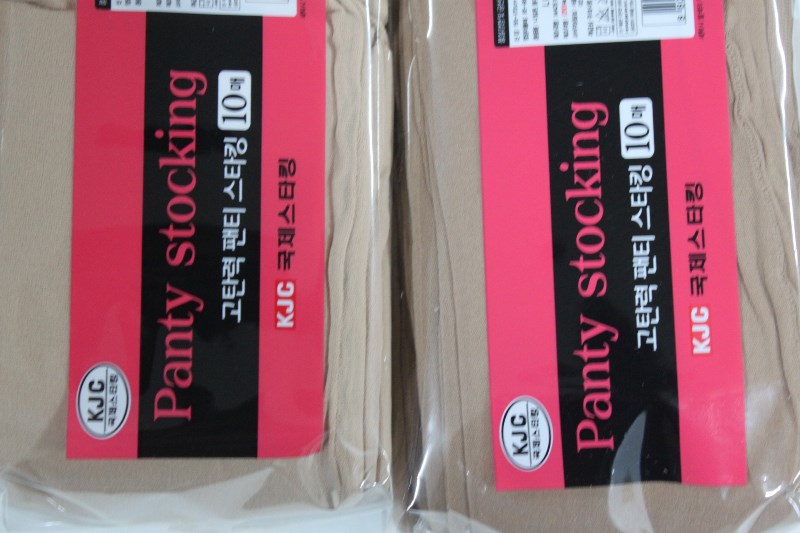 KJC
국제스타킹
Panty stocking
고탄력 팬티 스타킹 10매
KJC 국제스타킹
KJC
국제스타킹
Panty stocking
고탄력 팬티 스타킹 10매
KJC 국제스타킹